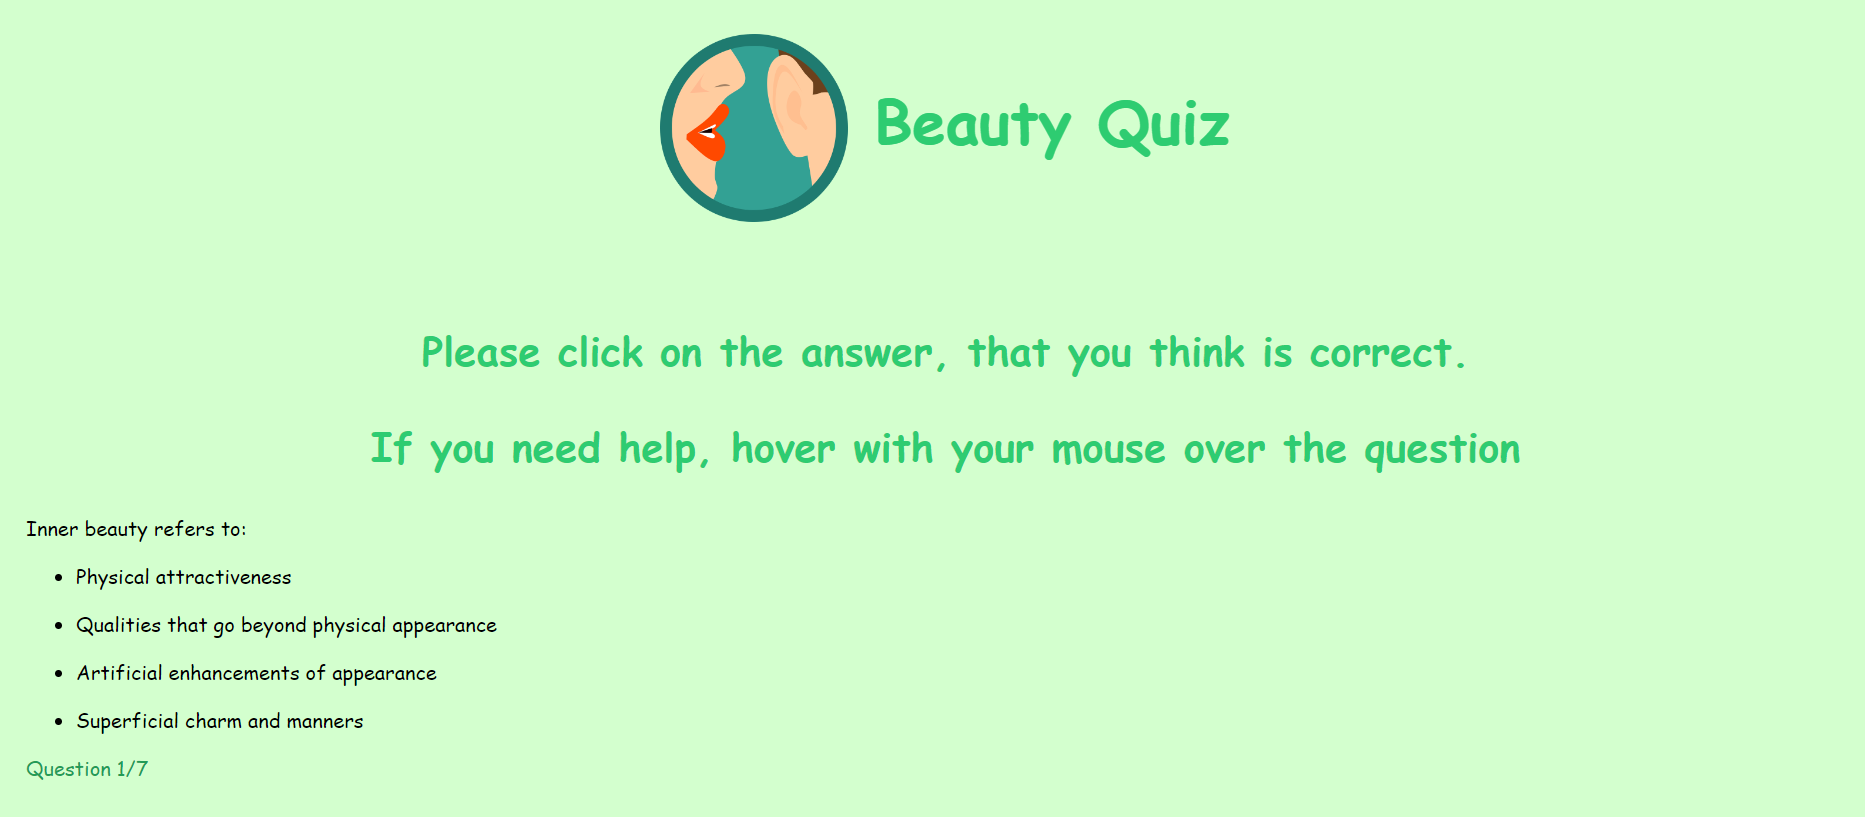 Beauty Quiz
Please click on the answer, that you think is correct.
If you need help, hover with your mouse over the question
Inner beauty refers to:
Physical attractiveness
Qualities that go beyond physical appearance
Artificial enhancements of appearance
Superficial charm and manners
Question 1/7